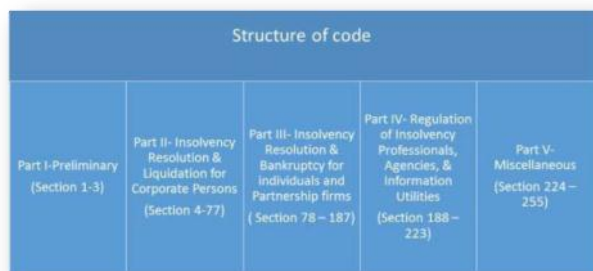 Structure of code
Part I-Preliminary
(Section 1-3)
Part II- Insolvency
Resolution &
Liquidation for
Corporate Persons
(Section 4-77)
Part III- Insolvency
Resolution &
Bankruptcy for
individuals and
Partnership firms
( Section 78 – 187)
Part IV- Regulation
of Insolvency
Professionals,
Agencies, &
Information
Utilities
(Section 188 –
223)
Part V-
Miscellaneous
(Section 224 –
255)